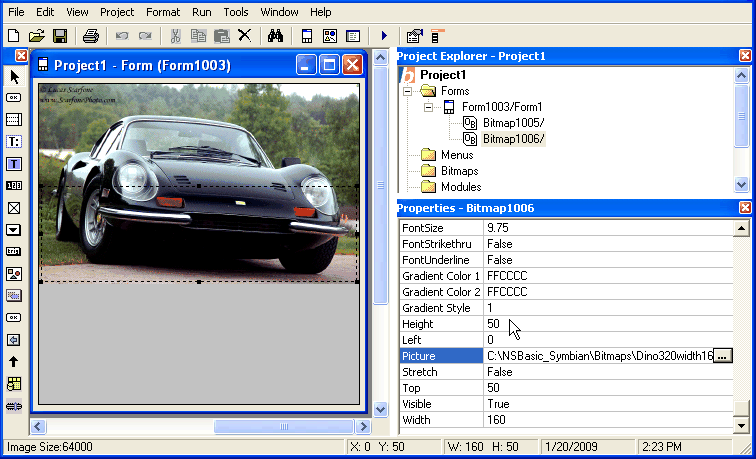 File Edit View Project Format Run Tools Window Help
Project1 - Form (Form1003)
© Lucas Scarfone
www.ScarfonePhoto.com
Project Explorer - Project1
Project1
Forms
Form1003/Form1
Bitmap1005/
Bitmap1006/
Menus
Bitmaps
Modules
Properties - Bitmap1006
FontSize 9.75
FontStrikethru False
FontUnderline False
Gradient Color 1 FFCCCC
Gradient Color 2 FFCCCC
Gradient Style 1
Height 50
Left 0
Picture C:\NSBasic_Symbian\Bitmaps\Dino320width16 ...
Stretch False
Top 50
Visible True
Width 160
Image Size:64000 X: 0 Y: 50 W: 160 H: 50 1/20/2009 2:23 PM